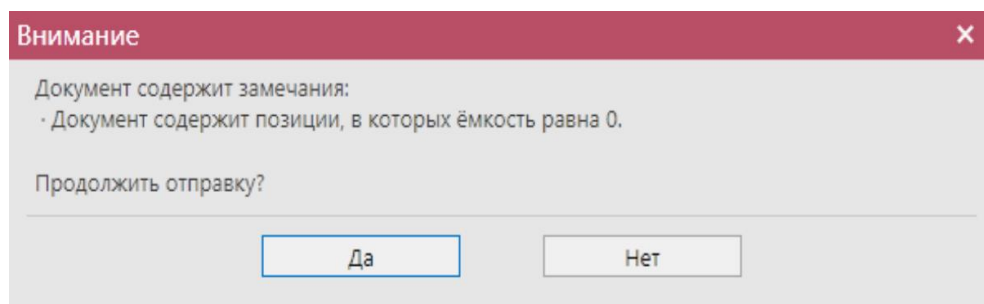 Внимание
Документ содержит замечания:
· Документ содержит позиции, в которых ёмкость равна 0.
Продолжить отправку?
Да Нет